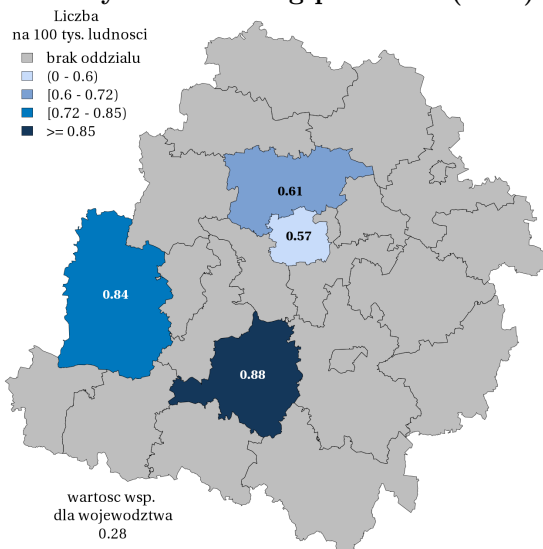 Liczba
na 100 tys. ludnosci
brak oddzialu
(0 - 0.6)
[0.6 - 0.72)
[0.72 - 0.85)
>= 0.85
0.61
0.57
0.84
0.88
wartosc wsp.
dla wojewodztwa
0.28